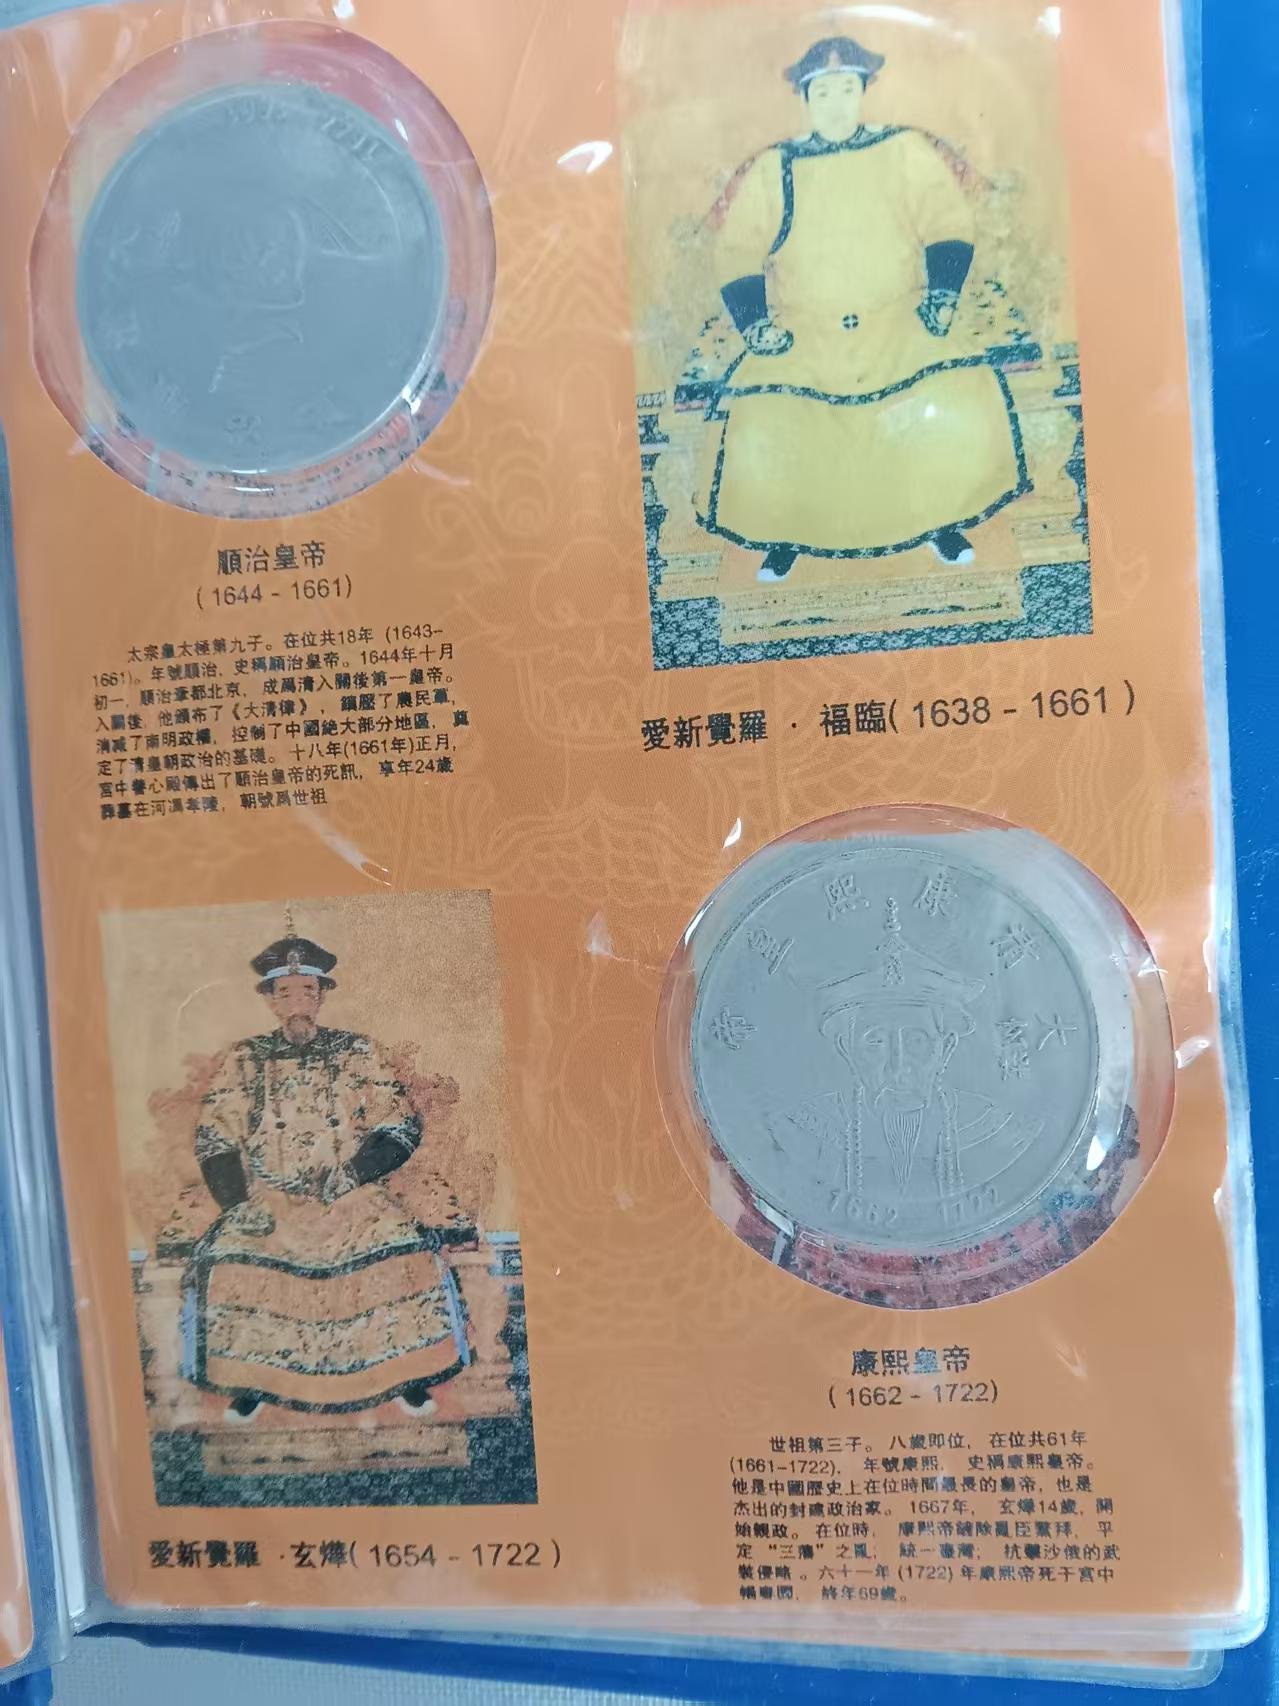 順治皇帝
(1644 - 1661)
太宗皇太極第九子。在位共18年 (1643-
1661)。年號順治，史稱順治皇帝。1644年十月
初一，順治 都北京，成爲清入關後第一皇帝。
入關後，他頒布了《大清律》，鎮壓了農民軍，
消滅了南明政權，控制了中國絶大部分地區，奠
定了清皇朝政治的基礎。十八年(1661年)正月，
宮中養心殿傳出了順治皇帝的死訊，享年24歲
葬墓在河 孝陵，朝號爲世祖
愛新覺羅 · 福臨( 1638 - 1661 )
清大 康熙皇帝
玄燁
1662 1722
愛新覺羅 · 玄燁( 1654 - 1722 )
康熙皇帝
( 1662 - 1722)
世祖第三子。八歲即位，在位共61年
(1661-1722)，年號康熙，史稱康熙皇帝。
他是中國歷史上在位時間最長的皇帝，也是
杰出的封建政治家。1667年，玄燁14歲，開
始親政。在位時，康熙帝 除亂臣鰲拜，平
定“三藩”之亂；統一臺灣；抗擊沙俄的武
裝侵略。六十一年 (1722) 年康熙帝死于宮中
暢春園，終年69歲。